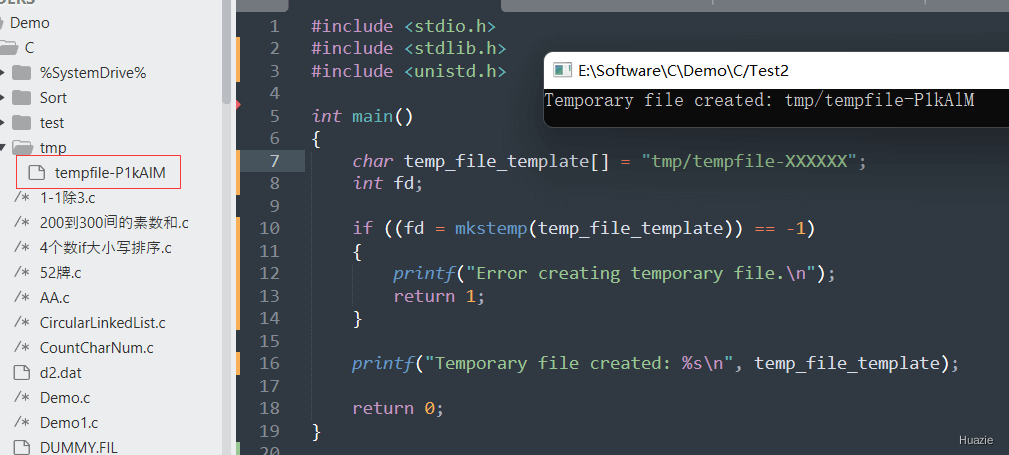 Demo
C
%SystemDrive%
Sort
test
tmp
tempfile-P1kAlM
/* 1-1除3.c
/* 200到300间的素数和.c
/* 4个数if大小写排序.c
/* 52牌.c
/* AA.c
/* CircularLinkedList.c
/* CountCharNum.c
d2.dat
/* Demo.c
/* Demo1.c
DUMMY.FIL
1 #include <stdio.h>
2 #include <stdlib.h>
3 #include <unistd.h>
4
5 int main()
6 {
7 char temp_file_template[] = "tmp/tempfile-XXXXXX";
8 int fd;
9
10 if ((fd = mkstemp(temp_file_template)) == -1)
11 {
12 printf("Error creating temporary file.\n");
13 return 1;
14 }
15
16 printf("Temporary file created: %s\n", temp_file_template);
17
18 return 0;
19 }
20
E:\Software\C\Demo\C/Test2
Temporary file created: tmp/tempfile-P1kAlM
Huazie